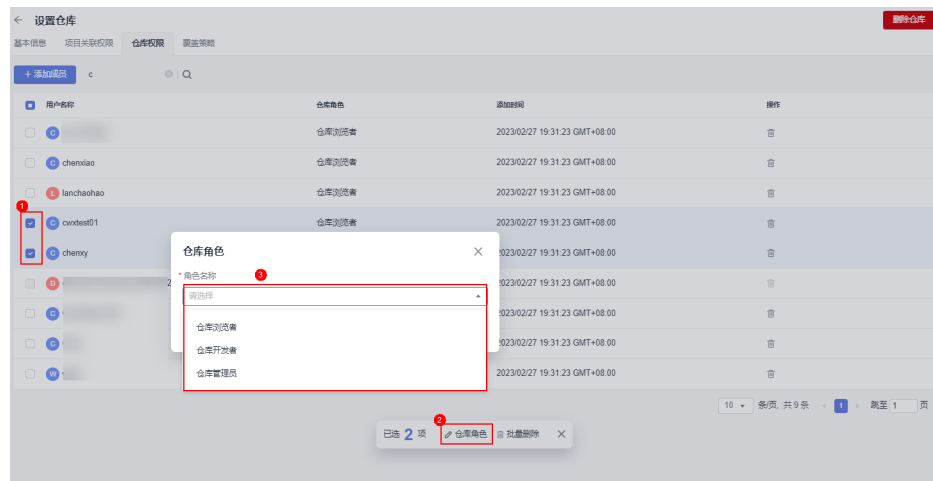 ← 设置仓库 删除仓库
基本信息 项目关联权限 仓库权限 覆盖策略
+ 添加成员 c
用户名称 仓库角色 添加时间 操作
C 仓库浏览者 2023/02/27 19:31:23 GMT+08:00
C chenxiao 仓库浏览者 2023/02/27 19:31:23 GMT+08:00
L lanchaohao 仓库浏览者 2023/02/27 19:31:23 GMT+08:00
1
C cwxtest01 仓库浏览者 2023/02/27 19:31:23 GMT+08:00
C chenxy 2023/02/27 19:31:23 GMT+08:00
仓库角色
* 角色名称 3
D 2 2023/02/27 19:31:23 GMT+08:00
请选择
C 2023/02/27 19:31:23 GMT+08:00
仓库浏览者
C 2023/02/27 19:31:23 GMT+08:00
仓库开发者
W 2023/02/27 19:31:23 GMT+08:00
仓库管理员
10 条/页, 共 9 条 1 跳至 1 页
2
已选 2 项 仓库角色 批量删除